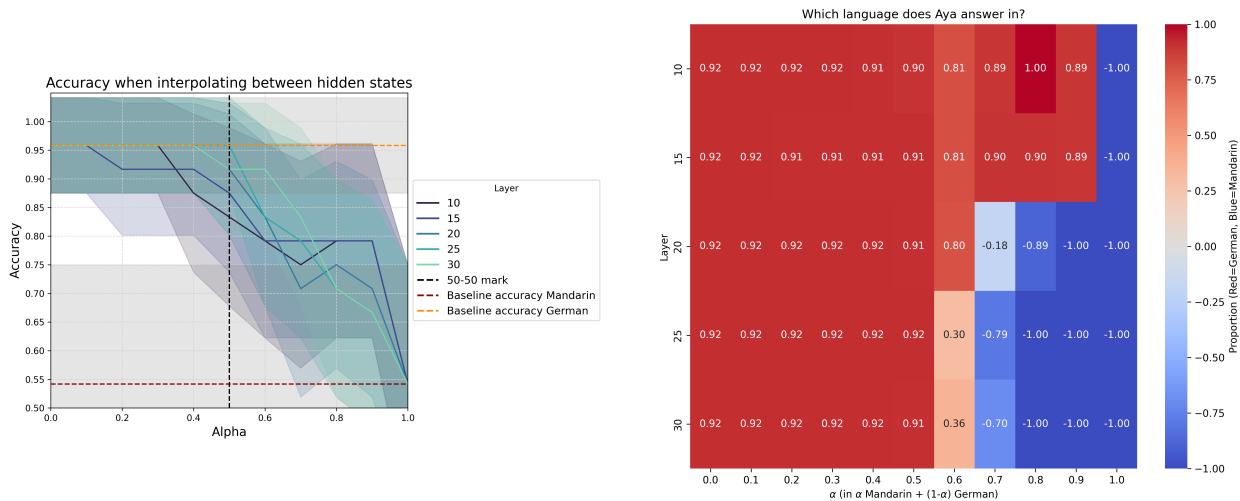 Accuracy when interpolating between hidden states
Accuracy
1.00
0.95
0.90
0.85
0.80
0.75
0.70
0.65
0.60
0.55
0.50
0.0 0.2 0.4 0.6 0.8 1.0
Alpha
Layer
10
15
20
25
30
50-50 mark
Baseline accuracy Mandarin
Baseline accuracy German
Which language does Aya answer in?
Layer
10 0.92 0.92 0.92 0.92 0.91 0.90 0.81 0.89 1.00 0.89 -1.00
15 0.92 0.92 0.91 0.91 0.91 0.91 0.81 0.90 0.90 0.89 -1.00
20 0.92 0.92 0.92 0.92 0.92 0.91 0.80 -0.18 -0.89 -1.00 -1.00
25 0.92 0.92 0.92 0.92 0.92 0.92 0.30 -0.79 -1.00 -1.00 -1.00
30 0.92 0.92 0.92 0.92 0.92 0.91 0.36 -0.70 -1.00 -1.00 -1.00
0.0 0.1 0.2 0.3 0.4 0.5 0.6 0.7 0.8 0.9 1.0
α (in α Mandarin + (1-α) German)
1.00
0.75
0.50
0.25
0.00
−0.25
−0.50
−0.75
−1.00
Proportion (Red=German, Blue=Mandarin)